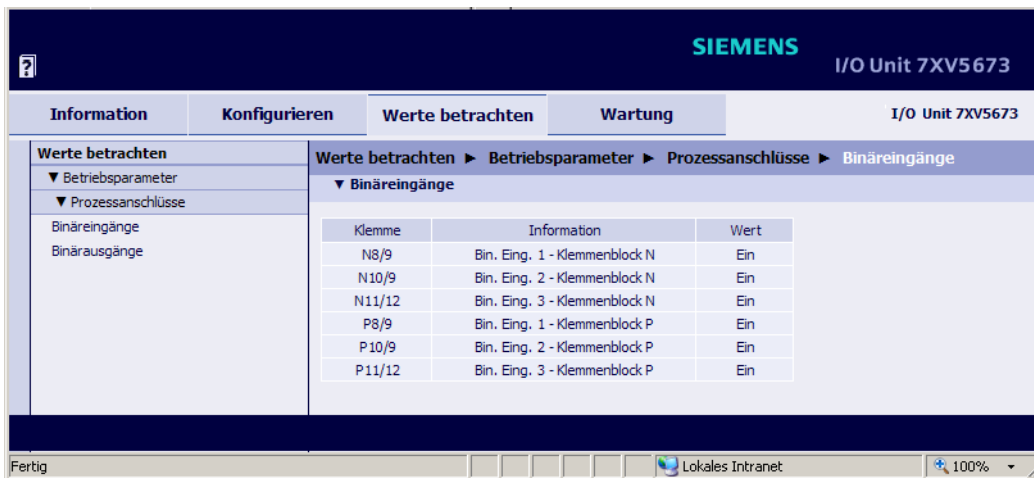 SIEMENS
?
I/O Unit 7XV5673
Information Konfigurieren Werte betrachten Wartung I/O Unit 7XV5673
Werte betrachten
▼ Betriebsparameter
▼ Prozessanschlüsse
Binäreingänge
Binärausgänge
Werte betrachten ► Betriebsparameter ► Prozessanschlüsse ► Binäreingänge
▼ Binäreingänge
Klemme Information Wert
N8/9 Bin. Eing. 1 - Klemmenblock N Ein
N10/9 Bin. Eing. 2 - Klemmenblock N Ein
N11/12 Bin. Eing. 3 - Klemmenblock N Ein
P8/9 Bin. Eing. 1 - Klemmenblock P Ein
P10/9 Bin. Eing. 2 - Klemmenblock P Ein
P11/12 Bin. Eing. 3 - Klemmenblock P Ein
Fertig Lokales Intranet 100%